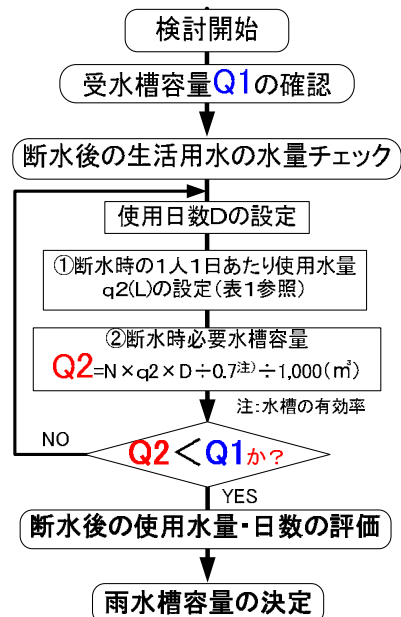 検討開始
受水槽容量Q1の確認
断水後の生活用水の水量チェック
使用日数Dの設定
①断水時の1人1日あたり使用水量
q2(L)の設定(表1参照)
②断水時必要水槽容量
Q2=N×q2×D÷0.7注)÷1,000(㎥)
注:水槽の有効率
NO
Q2<Q1か?
YES
断水後の使用水量・日数の評価
雨水槽容量の決定